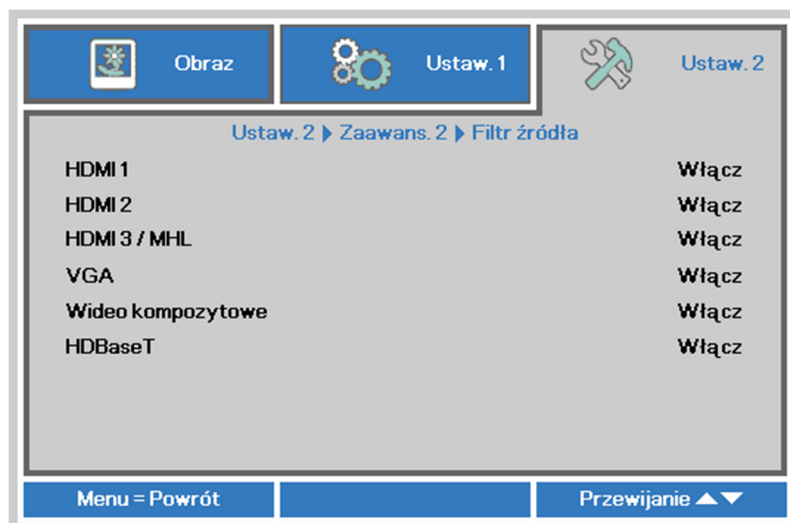 Obraz Ustaw. 1 Ustaw. 2
Ustaw. 2 ▶ Zaawans. 2 ▶ Filtr źródła
HDMI 1 Włącz
HDMI 2 Włącz
HDMI 3 / MHL Włącz
VGA Włącz
Wideo kompozytowe Włącz
HDBaseT Włącz
Menu = Powrót Przewijanie ▲▼